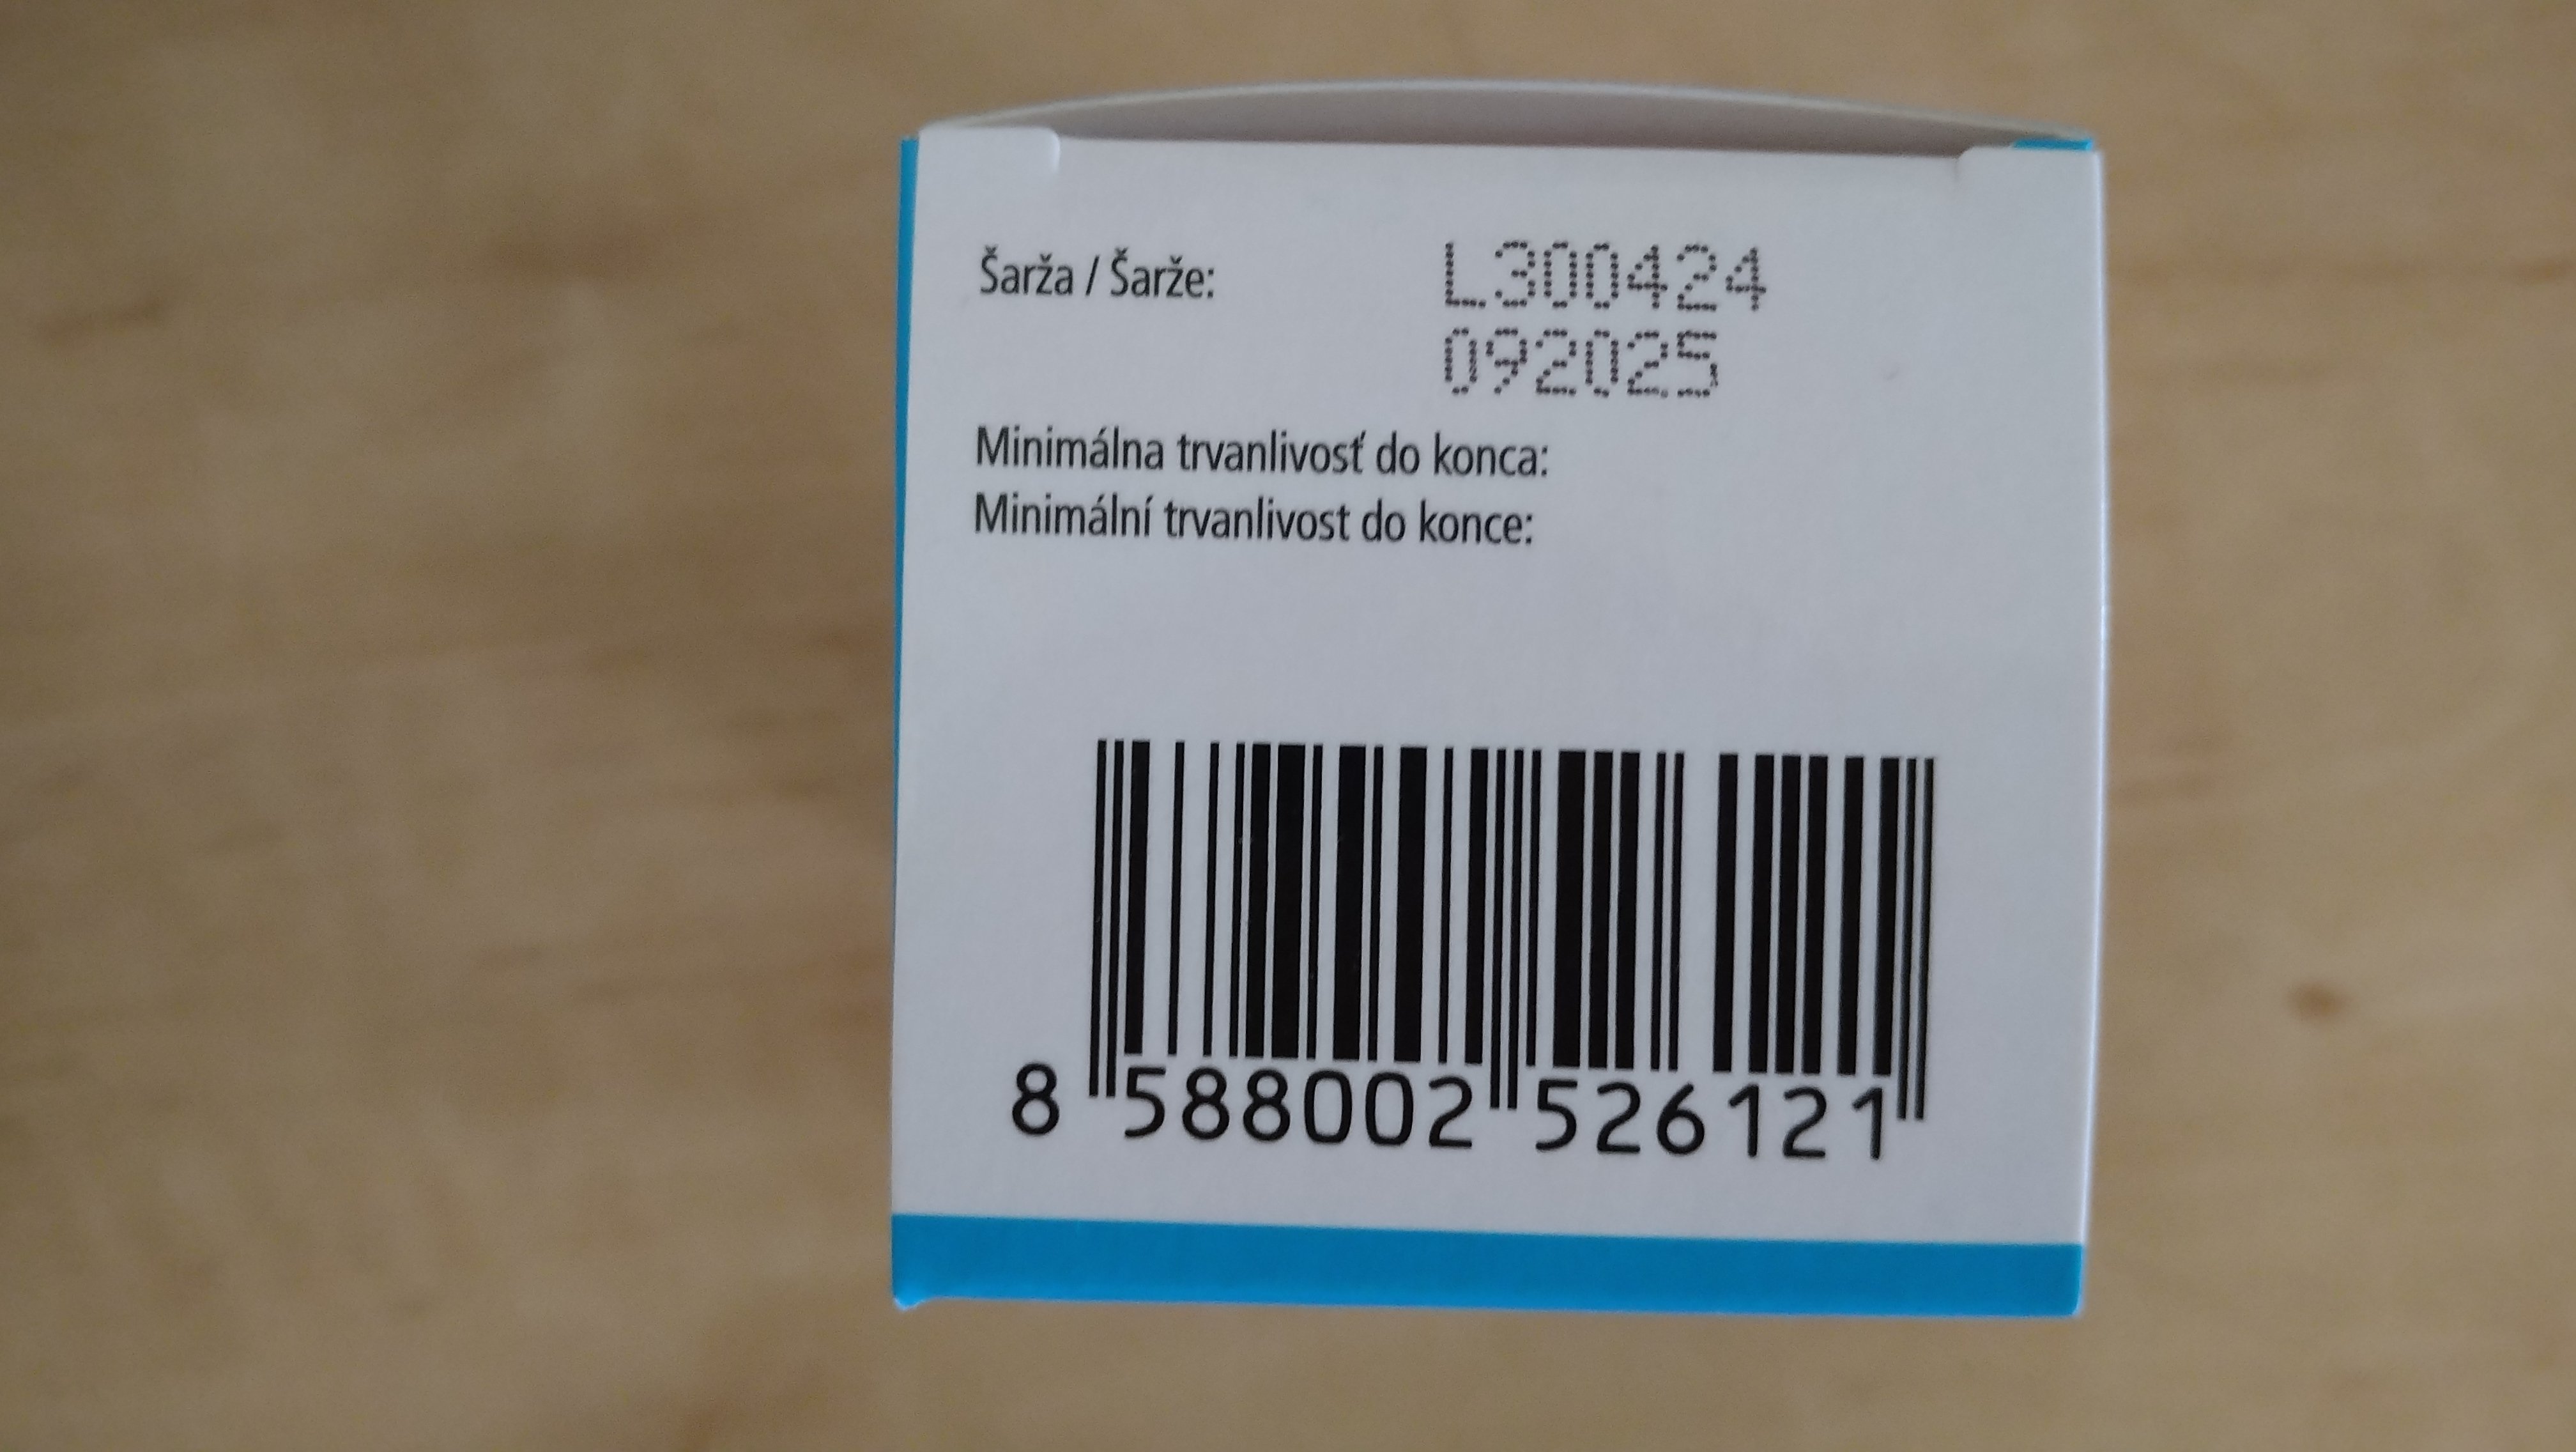 Šarža / Šarže: L300424
092025
Minimálna trvanlivosť do konca:
Minimální trvanlivost do konce:
8 588002 526121